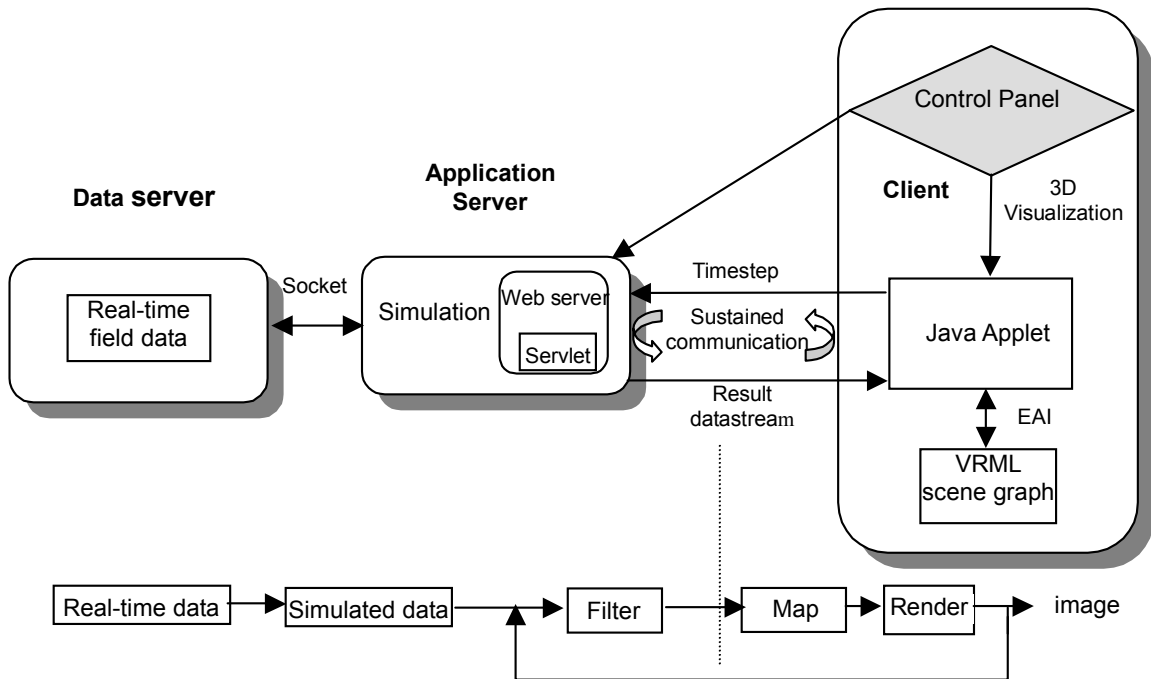 Control Panel
Application
Server
Data server
Client
3D
Visualization
Socket
Timestep
Real-time
field data
Simulation
Web server
Servlet
Sustained
communication
Java Applet
Result
datastream
EAI
VRML
scene graph
Real-time data
Simulated data
Filter
Map
Render
image